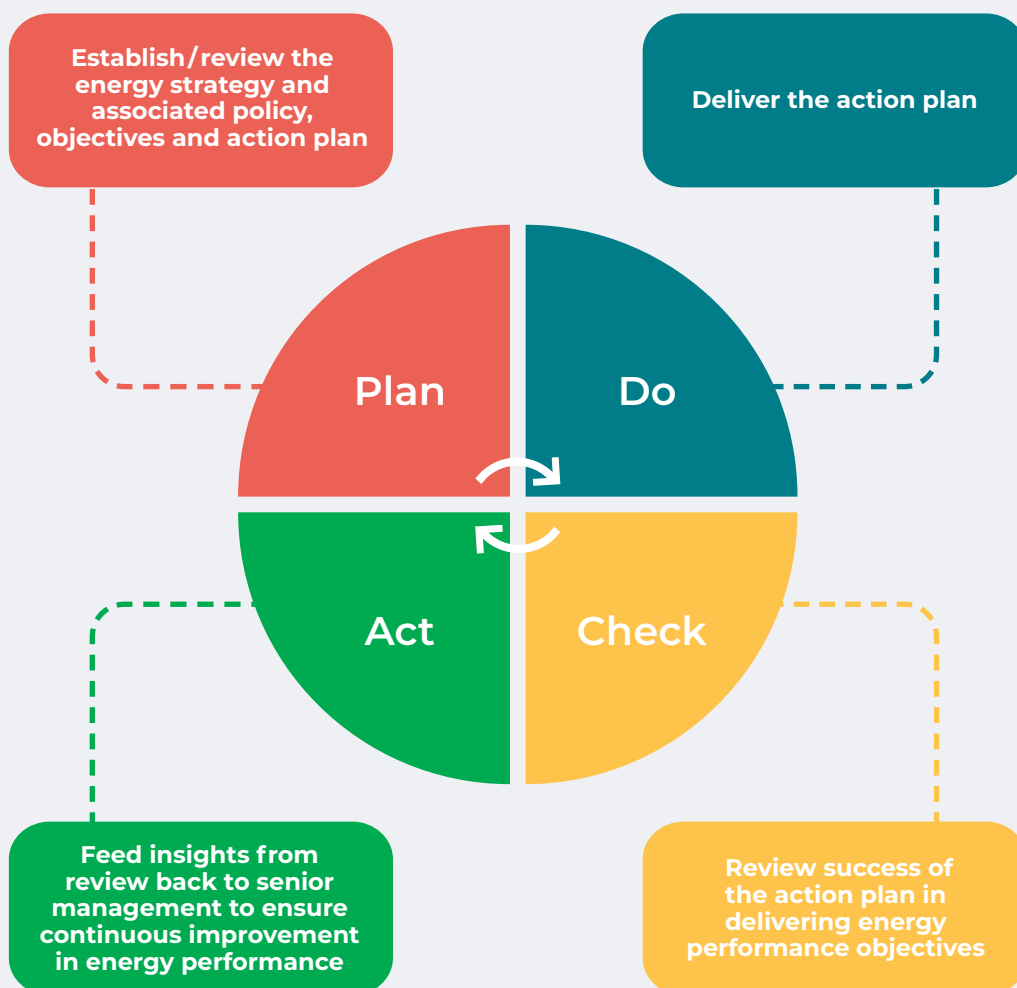 Establish/review the
energy strategy and
associated policy,
objectives and action plan
Deliver the action plan
Plan
Do
Act
Check
Feed insights from
review back to senior
management to ensure
continuous improvement
in energy performance
Review success of
the action plan in
delivering energy
performance objectives